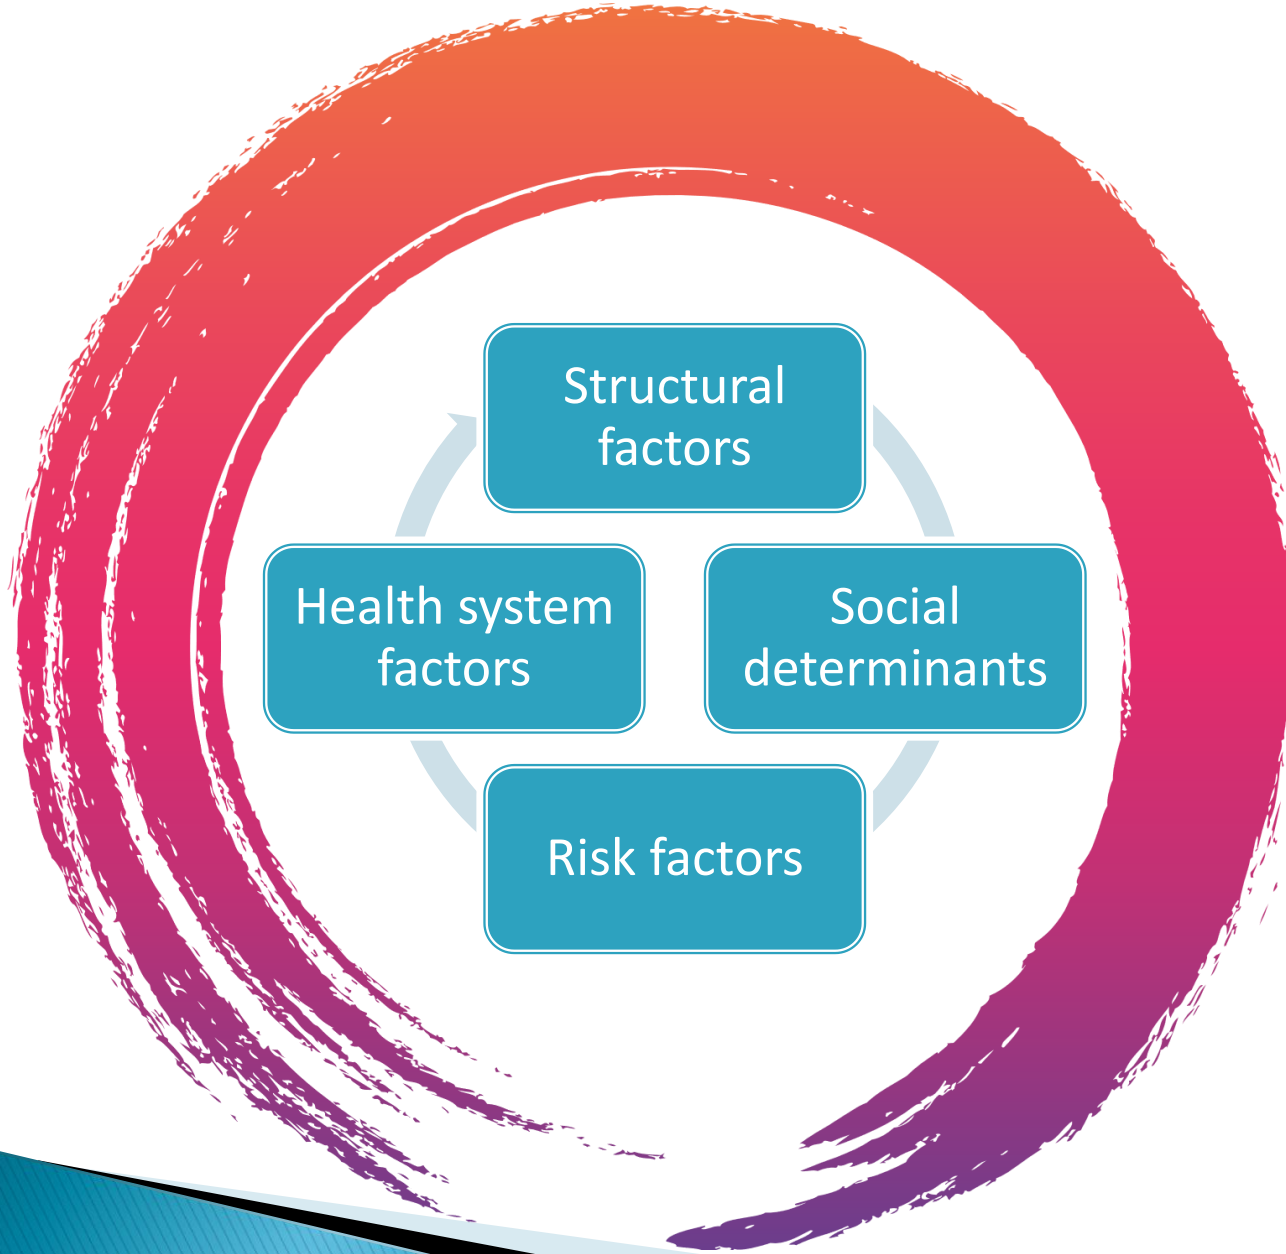 Structural
factors
Health system
factors
Social
determinants
Risk factors